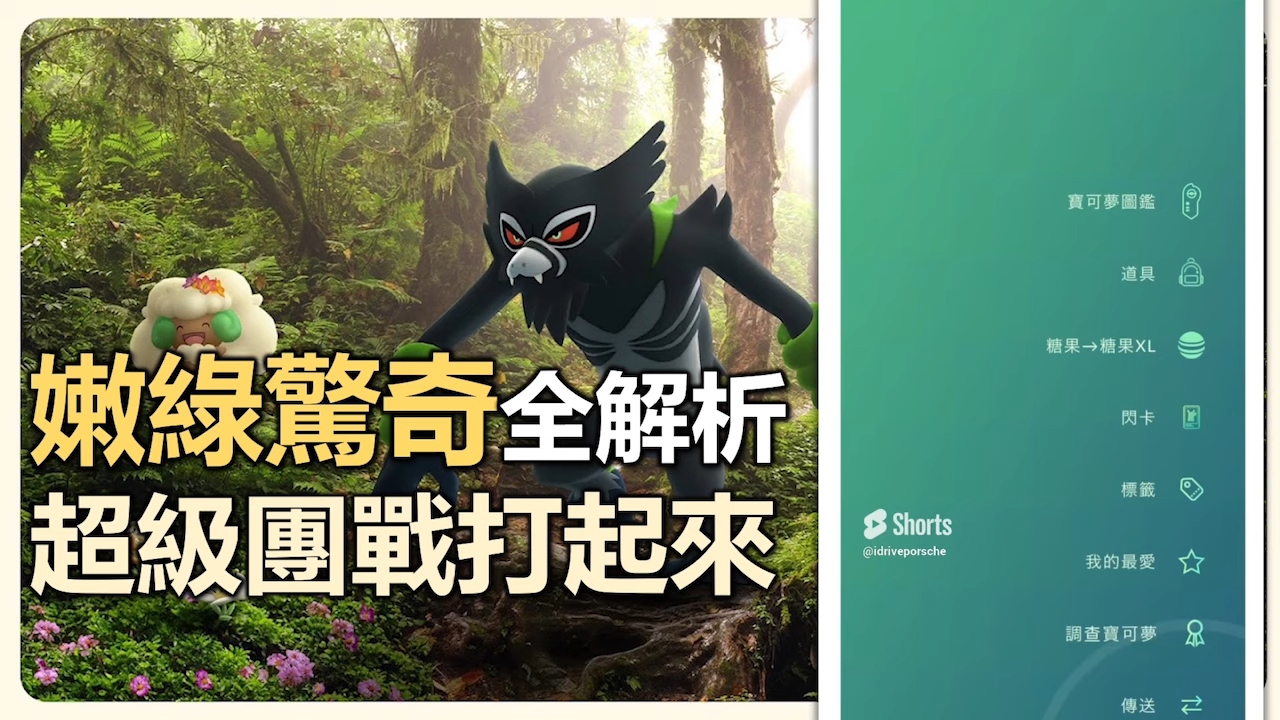 嫩綠驚奇全解析
超級團戰打起來
寶可夢圖鑑
道具
糖果→糖果XL
閃卡
標籤
我的最愛
調查寶可夢
傳送
Shorts
@idriveporsche